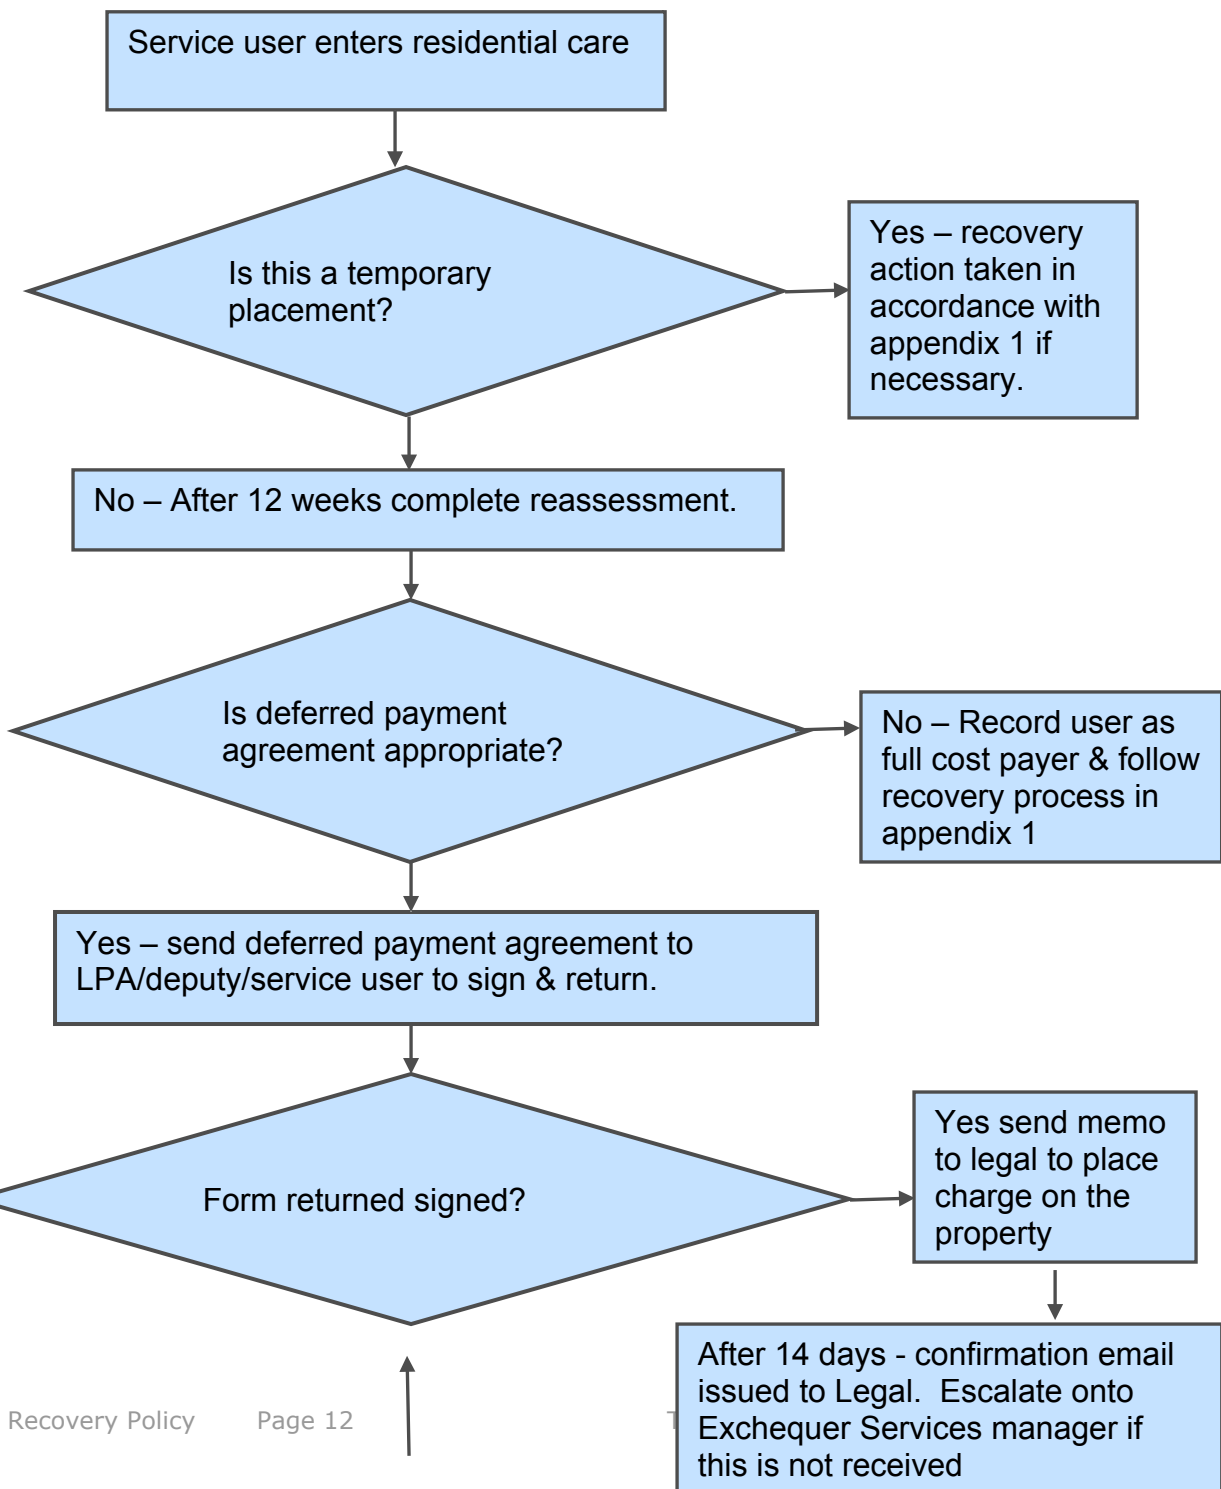 Service user enters residential care
Is this a temporary
placement?
Yes – recovery
action taken in
accordance with
appendix 1 if
necessary.
No – After 12 weeks complete reassessment.
Is deferred payment
agreement appropriate?
No – Record user as
full cost payer & follow
recovery process in
appendix 1
Yes – send deferred payment agreement to
LPA/deputy/service user to sign & return.
Form returned signed?
Yes send memo
to legal to place
charge on the
property
After 14 days - confirmation email
issued to Legal.  Escalate onto
Exchequer Services manager if
this is not received
Recovery Policy Page 12